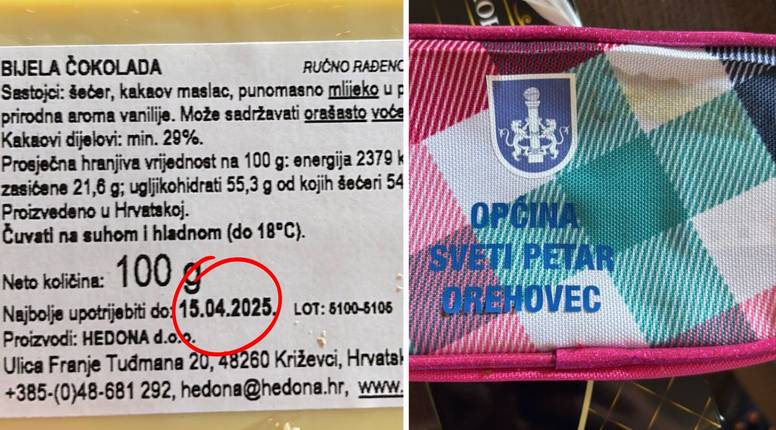 BIJELA ČOKOLADA RUČNO RAĐENO
Sastojci: šećer, kakaov maslac, punomasno mlijeko u p
prirodna aroma vanilije. Može sadržavati orašasto voće
Kakaovi dijelovi: min. 29%.
Prosječna hranjiva vrijednost na 100 g: energija 2379 k
zasićene 21,6 g; ugljikohidrati 55,3 g od kojih šećeri 54
Proizvedeno u Hrvatskoj.
Čuvati na suhom i hladnom (do 18°C).
Neto količina: 100 g
Najbolje upotrijebiti do: 15.04.2025. LOT: 5100-5105
Proizvodi: HEDONA d.o.o.
Ulica Franje Tuđmana 20, 48260 Križevci, Hrvatsk
+385-(0)48-681 292, hedona@hedona.hr, www.
OPĆINA
SVETI PETAR
OREHOVEC